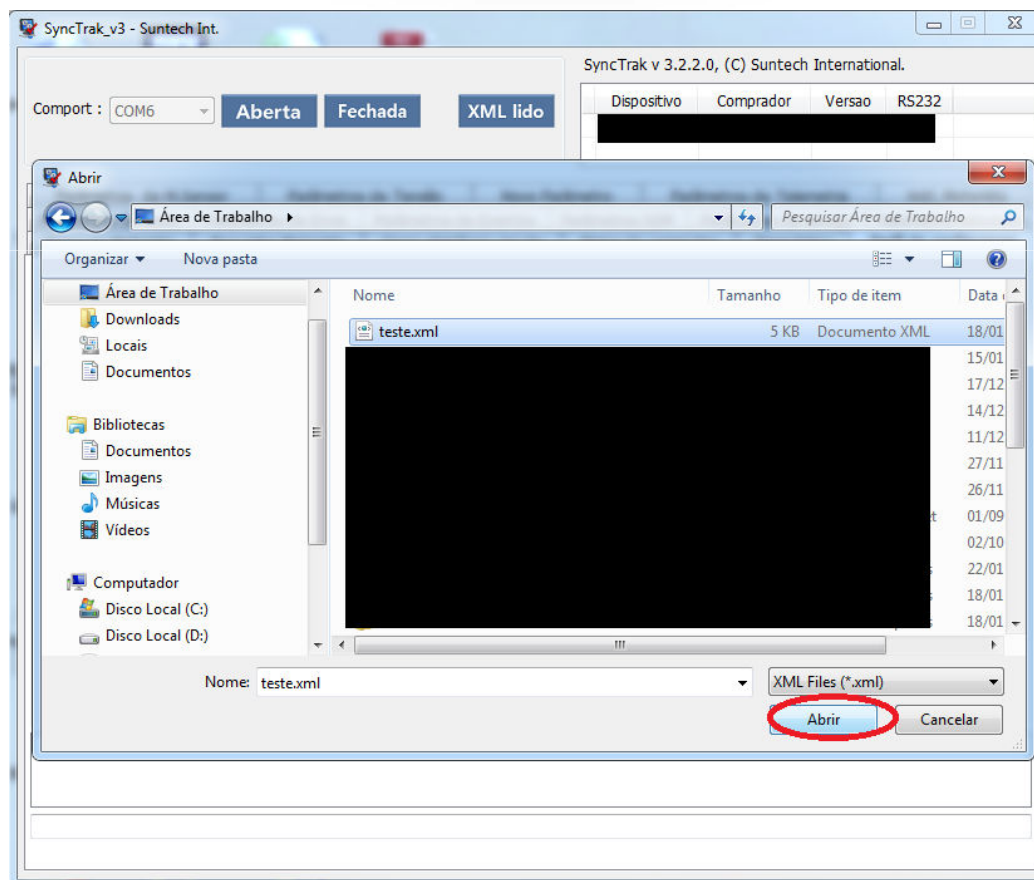 SyncTrak_v3 - Suntech Int.
SyncTrak v 3.2.2.0, (C) Suntech International.
Comport : COM6 Aberta Fechada XML lido
Dispositivo Comprador Versao RS232
Abrir
Área de Trabalho
Pesquisar Área de Trabalho
Organizar Nova pasta
Área de Trabalho
Downloads
Locais
Documentos
Bibliotecas
Documentos
Imagens
Músicas
Vídeos
Computador
Disco Local (C:)
Disco Local (D:)
Nome Tamanho Tipo de item Data
teste.xml 5 KB Documento XML 18/01
15/01
17/12
14/12
11/12
27/11
26/11
01/09
02/10
22/01
18/01
18/01
Nome: teste.xml XML Files (*.xml)
Abrir Cancelar